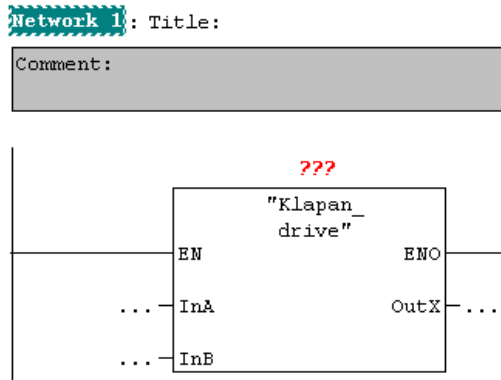 Network 1: Title:
Comment:
???
"Klapan_
drive"
EN ENO
... InA OutX ...
... InB